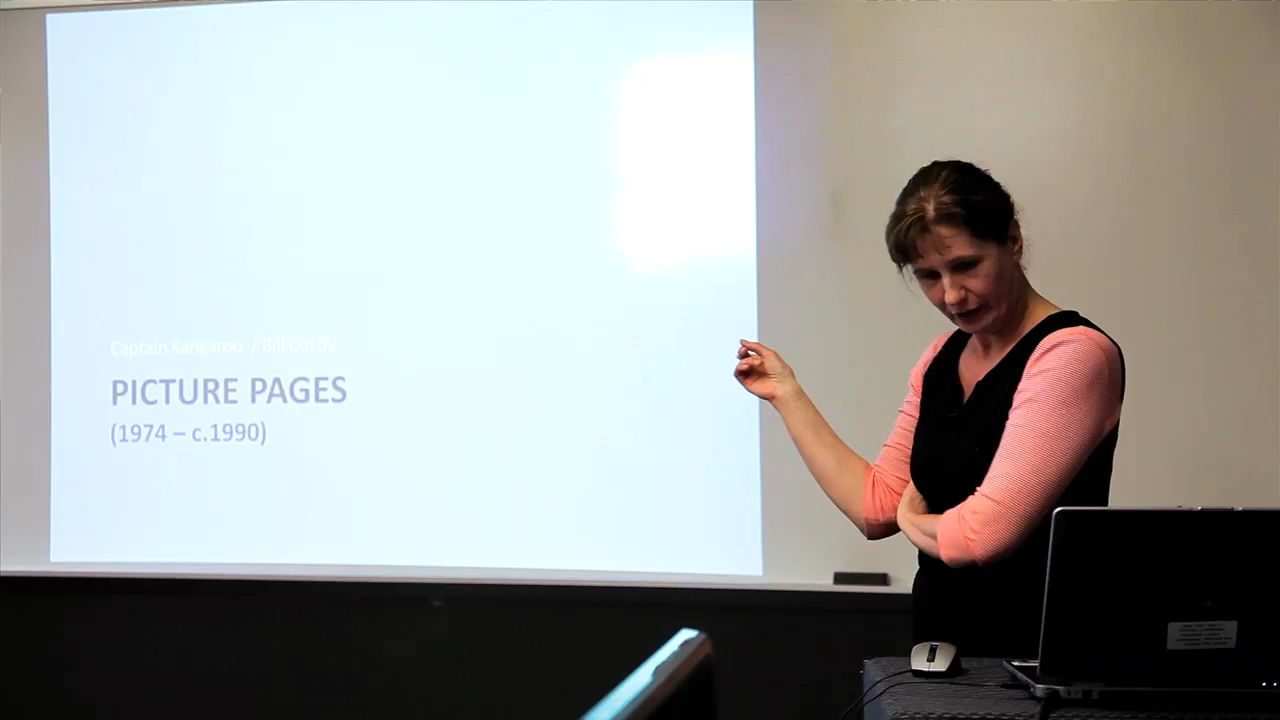 Captain Kangaroo / Bill Cosby
PICTURE PAGES
(1974 – c.1990)